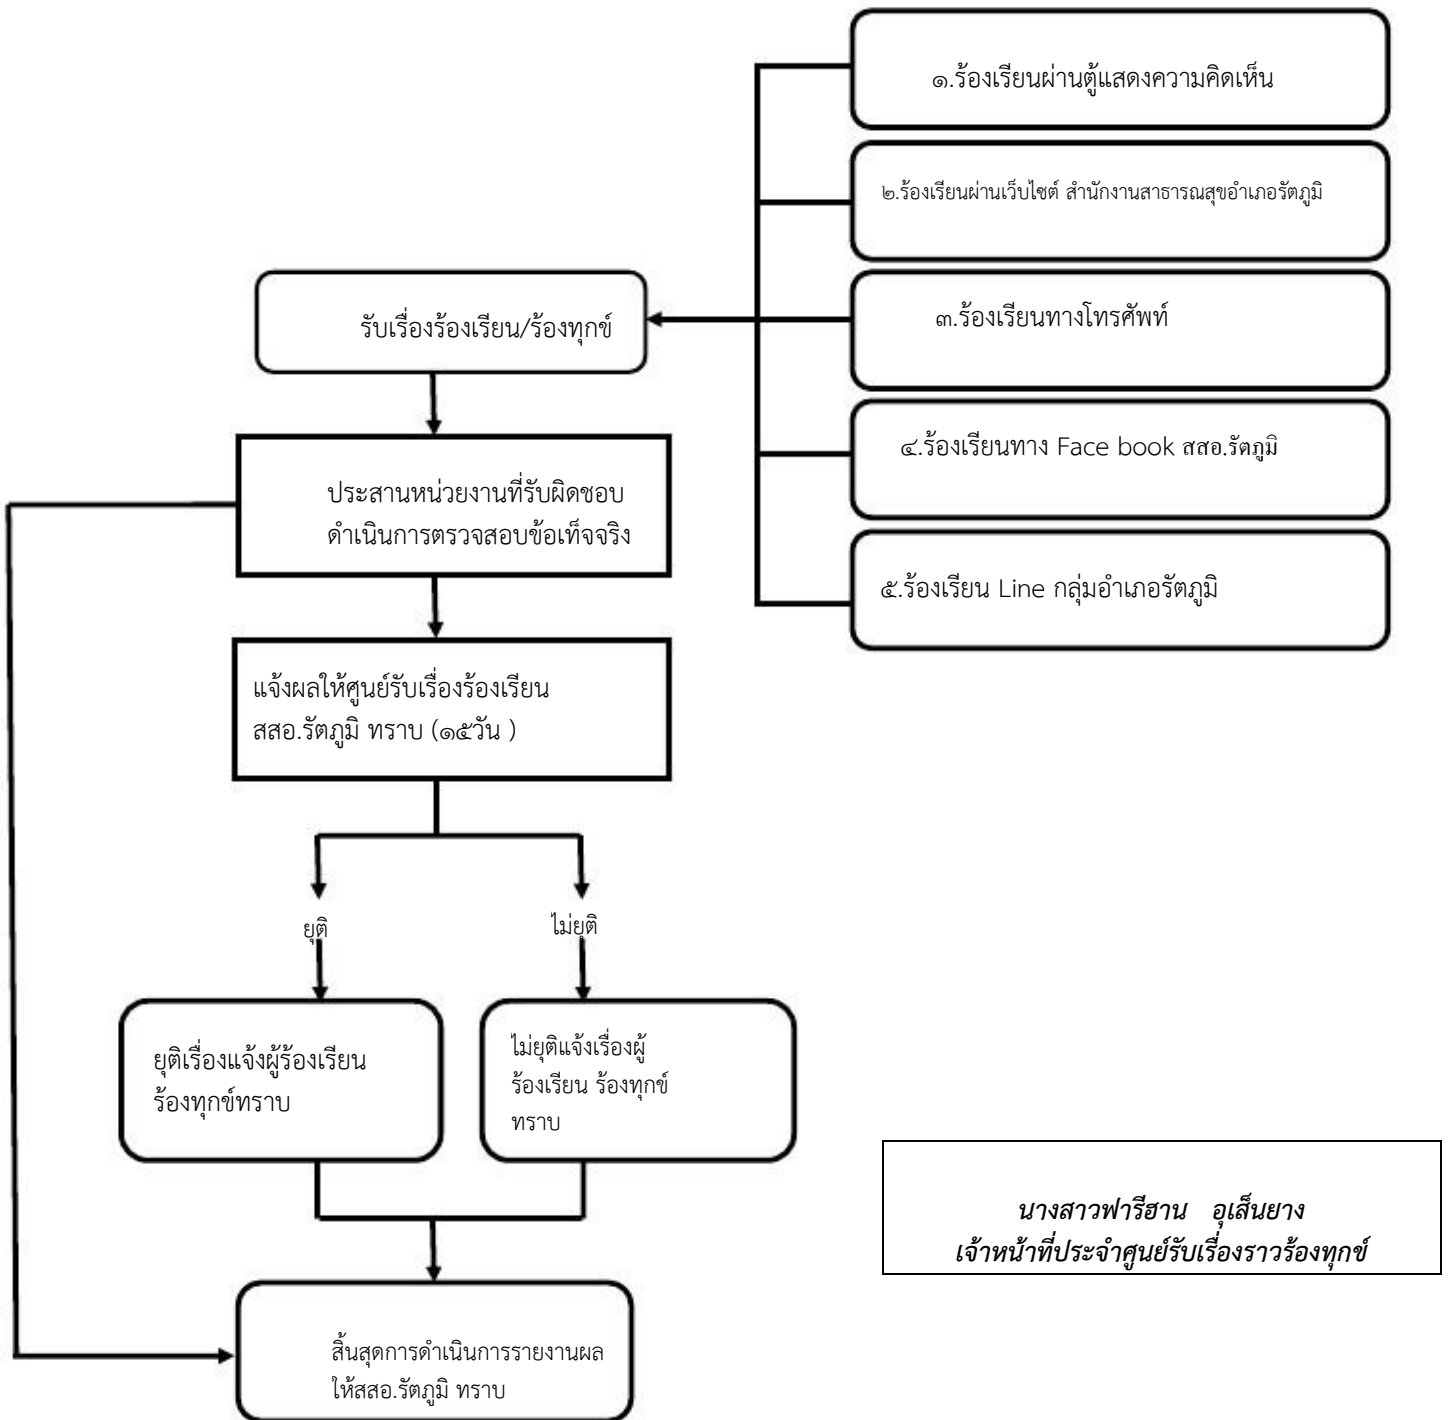 ๑.ร้องเรียนผ่านตู้แสดงความคิดเห็น
๒.ร้องเรียนผ่านเว็บไซต์ สำนักงานสาธารณสุขอำเภอรัตภูมิ
รับเรื่องร้องเรียน/ร้องทุกข์
๓.ร้องเรียนทางโทรศัพท์
๔.ร้องเรียนทาง Face book สสอ.รัตภูมิ
ประสานหน่วยงานที่รับผิดชอบ
ดำเนินการตรวจสอบข้อเท็จจริง
๕.ร้องเรียน Line กลุ่มอำเภอรัตภูมิ
แจ้งผลให้ศูนย์รับเรื่องร้องเรียน
สสอ.รัตภูมิ ทราบ (๑๕วัน )
ยุติ
ไม่ยุติ
ยุติเรื่องแจ้งผู้ร้องเรียน
ร้องทุกข์ทราบ
ไม่ยุติแจ้งเรื่องผู้
ร้องเรียน ร้องทุกข์
ทราบ
นางสาวฟารีฮาน อุเส็นยาง
เจ้าหน้าที่ประจำศูนย์รับเรื่องราวร้องทุกข์
สิ้นสุดการดำเนินการรายงานผล
ให้สสอ.รัตภูมิ ทราบ